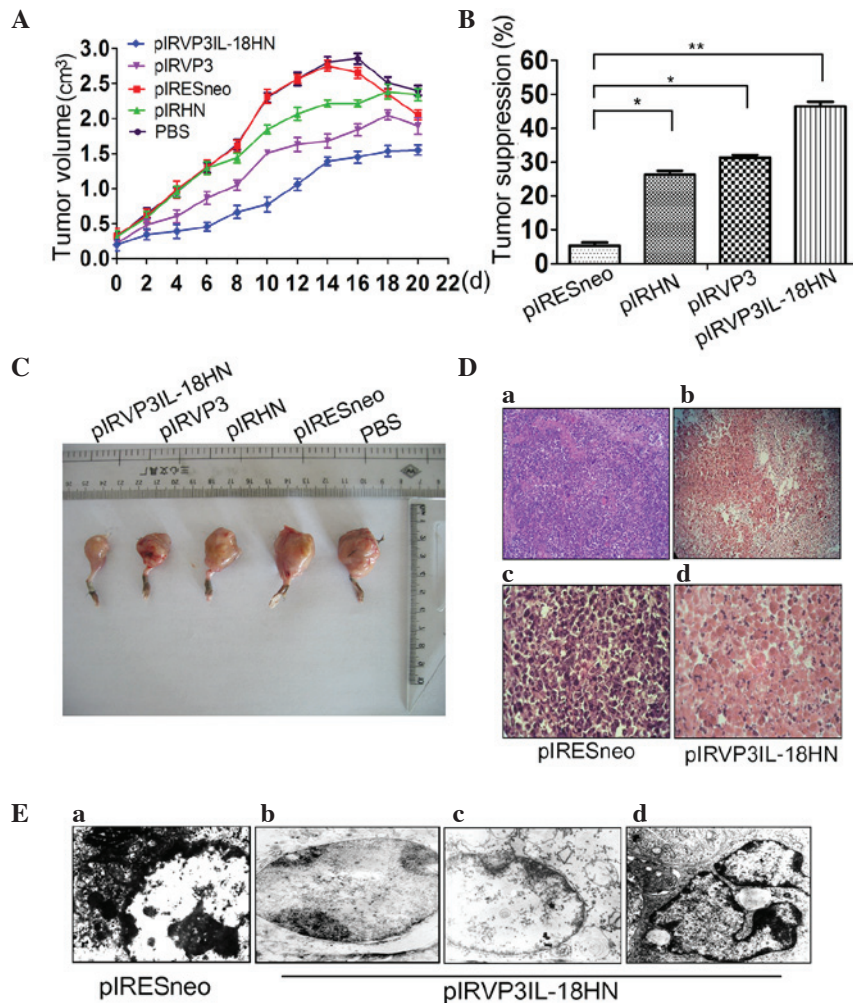 A
pIRVP3IL-18HN
pIRVP3
pIRESneo
pIRHN
PBS
Tumor volume(cm³)
3.0
2.5
2.0
1.5
1.0
0.5
0.0
0 2 4 6 8 10 12 14 16 18 20 22 (d)
B
Tumor suppression (%)
60
50
40
30
20
10
0
**
*
*
pIRESneo
pIRHN
pIRVP3
pIRVP3IL-18HN
C
pIRVP3IL-18HN
pIRVP3
pIRHN
pIRESneo
PBS
D
a b
c d
pIRESneo pIRVP3IL-18HN
E
a b c d
pIRESneo pIRVP3IL-18HN